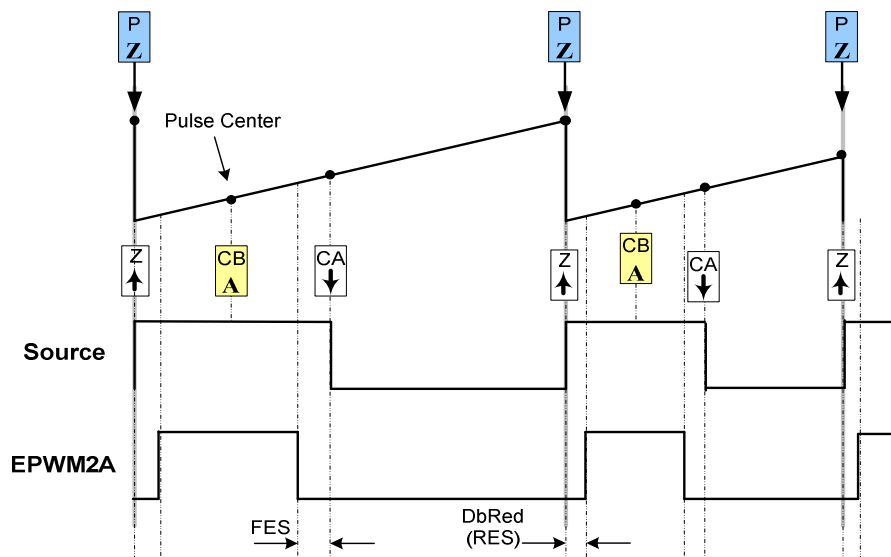 P
Z
P
Z
P
Z
Pulse Center
Z
CB
A
CA
Z
CB
A
CA
Z
Source
EPWM2A
FES
DbRed
(RES)